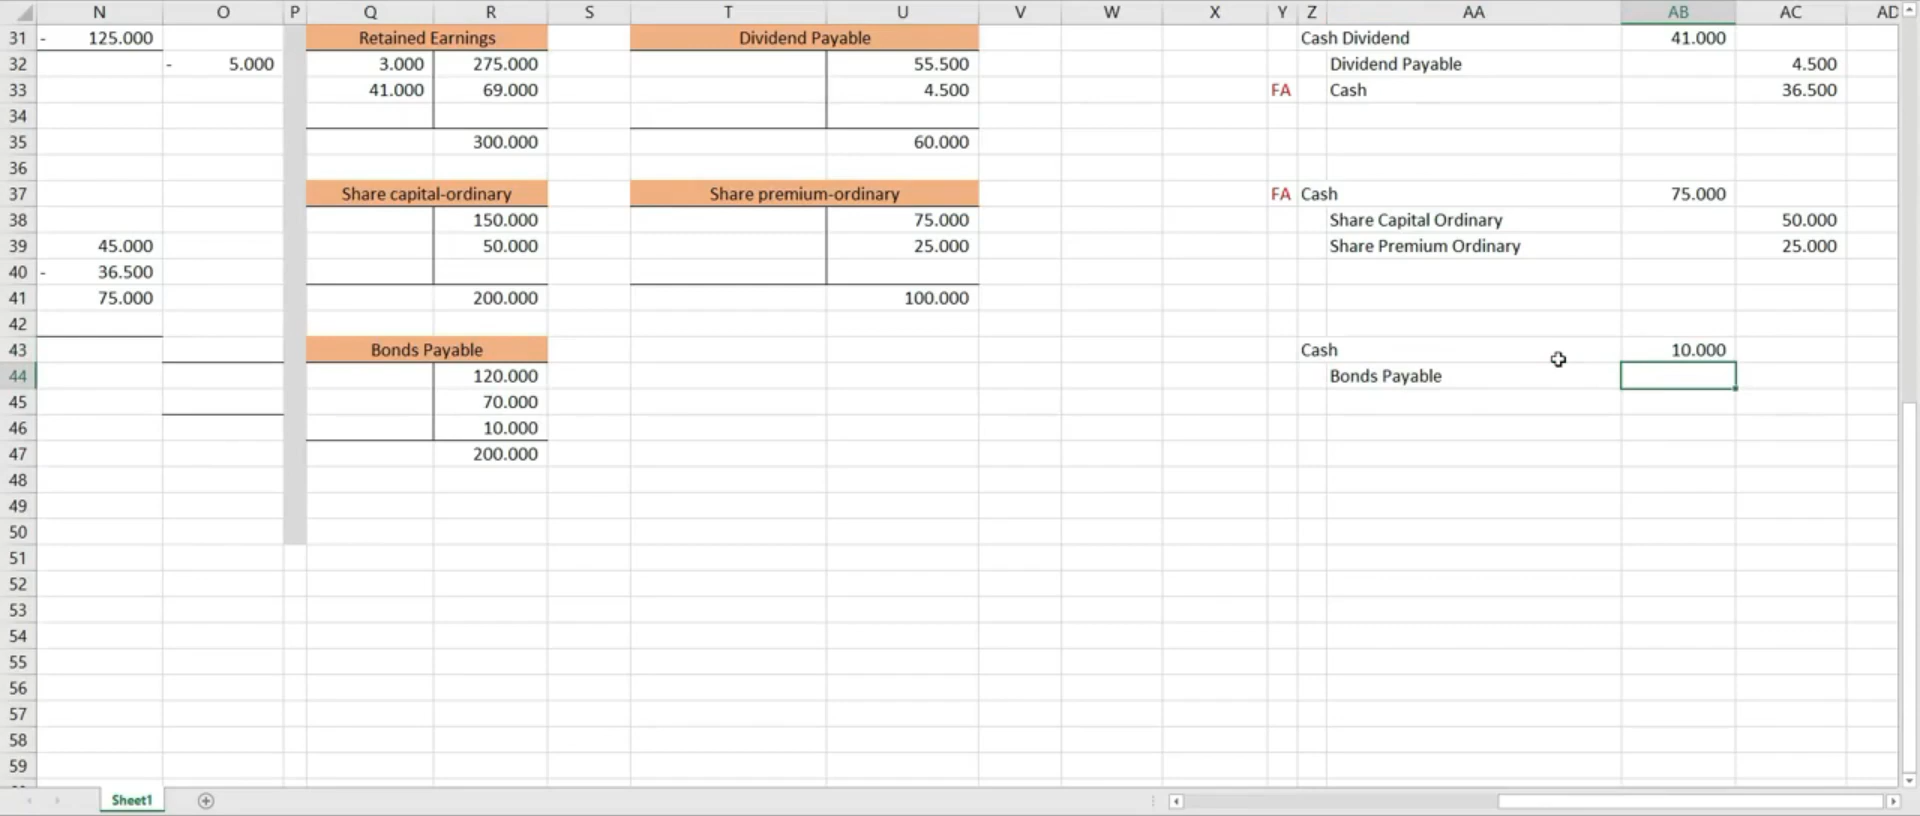 N O P Q R S T U V W X Y Z AA AB AC AD
31 - 125.000 Retained Earnings Dividend Payable Cash Dividend 41.000
32 - 5.000 3.000 275.000 55.500 Dividend Payable 4.500
33 41.000 69.000 4.500 FA Cash 36.500
34
35 300.000 60.000
36
37 Share capital-ordinary Share premium-ordinary FA Cash 75.000
38 150.000 75.000 Share Capital Ordinary 50.000
39 45.000 50.000 25.000 Share Premium Ordinary 25.000
40 - 36.500
41 75.000 200.000 100.000
42
43 Bonds Payable Cash 10.000
44 120.000 Bonds Payable
45 70.000
46 10.000
47 200.000
48
49
50
51
52
53
54
55
56
57
58
59
Sheet1